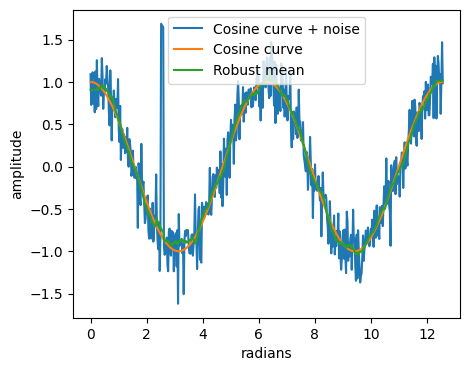 Cosine curve + noise
Cosine curve
Robust mean
amplitude
1.5
1.0
0.5
0.0
−0.5
−1.0
−1.5
0 2 4 6 8 10 12
radians